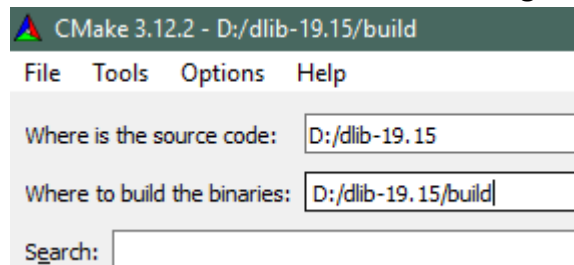 CMake 3.12.2 - D:/dlib-19.15/build
File Tools Options Help
Where is the source code: D:/dlib-19.15
Where to build the binaries: D:/dlib-19.15/build
Search: